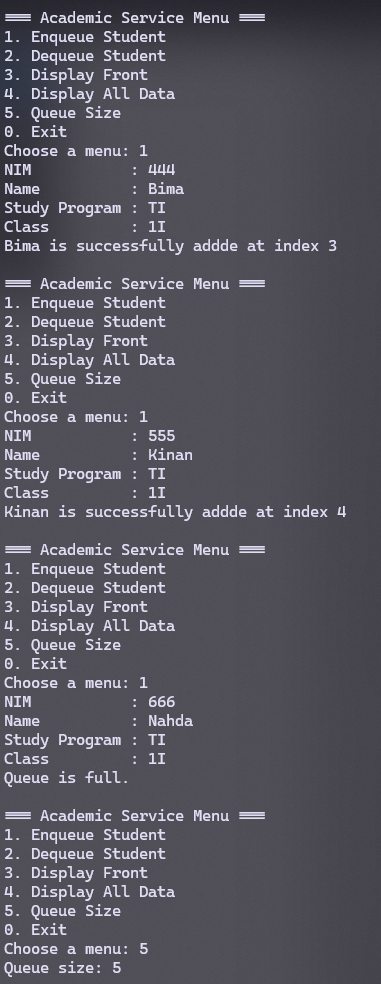 === Academic Service Menu ===
1. Enqueue Student
2. Dequeue Student
3. Display Front
4. Display All Data
5. Queue Size
0. Exit
Choose a menu: 1
NIM           : 444
Name          : Bima
Study Program : TI
Class         : 1I
Bima is successfully addde at index 3

=== Academic Service Menu ===
1. Enqueue Student
2. Dequeue Student
3. Display Front
4. Display All Data
5. Queue Size
0. Exit
Choose a menu: 1
NIM           : 555
Name          : Kinan
Study Program : TI
Class         : 1I
Kinan is successfully addde at index 4

=== Academic Service Menu ===
1. Enqueue Student
2. Dequeue Student
3. Display Front
4. Display All Data
5. Queue Size
0. Exit
Choose a menu: 1
NIM           : 666
Name          : Nahda
Study Program : TI
Class         : 1I
Queue is full.

=== Academic Service Menu ===
1. Enqueue Student
2. Dequeue Student
3. Display Front
4. Display All Data
5. Queue Size
0. Exit
Choose a menu: 5
Queue size: 5